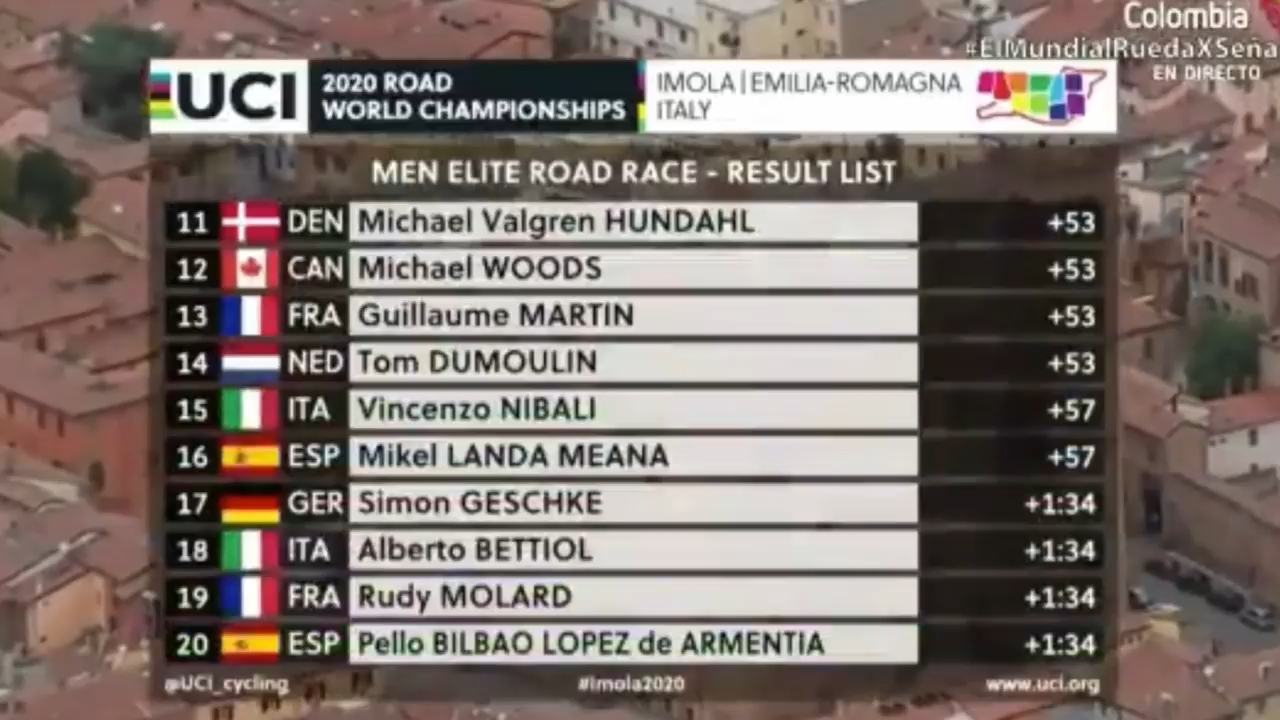 Colombia
#ElMundialRuedaXSeña
EN DIRECTO
UCI
2020 ROAD
WORLD CHAMPIONSHIPS
IMOLA | EMILIA-ROMAGNA
ITALY
MEN ELITE ROAD RACE - RESULT LIST
11 DEN Michael Valgren HUNDAHL +53
12 CAN Michael WOODS +53
13 FRA Guillaume MARTIN +53
14 NED Tom DUMOULIN +53
15 ITA Vincenzo NIBALI +57
16 ESP Mikel LANDA MEANA +57
17 GER Simon GESCHKE +1:34
18 ITA Alberto BETTIOL +1:34
19 FRA Rudy MOLARD +1:34
20 ESP Pello BILBAO LOPEZ de ARMENTIA +1:34
@UCI_cycling #Imola2020 www.uci.org